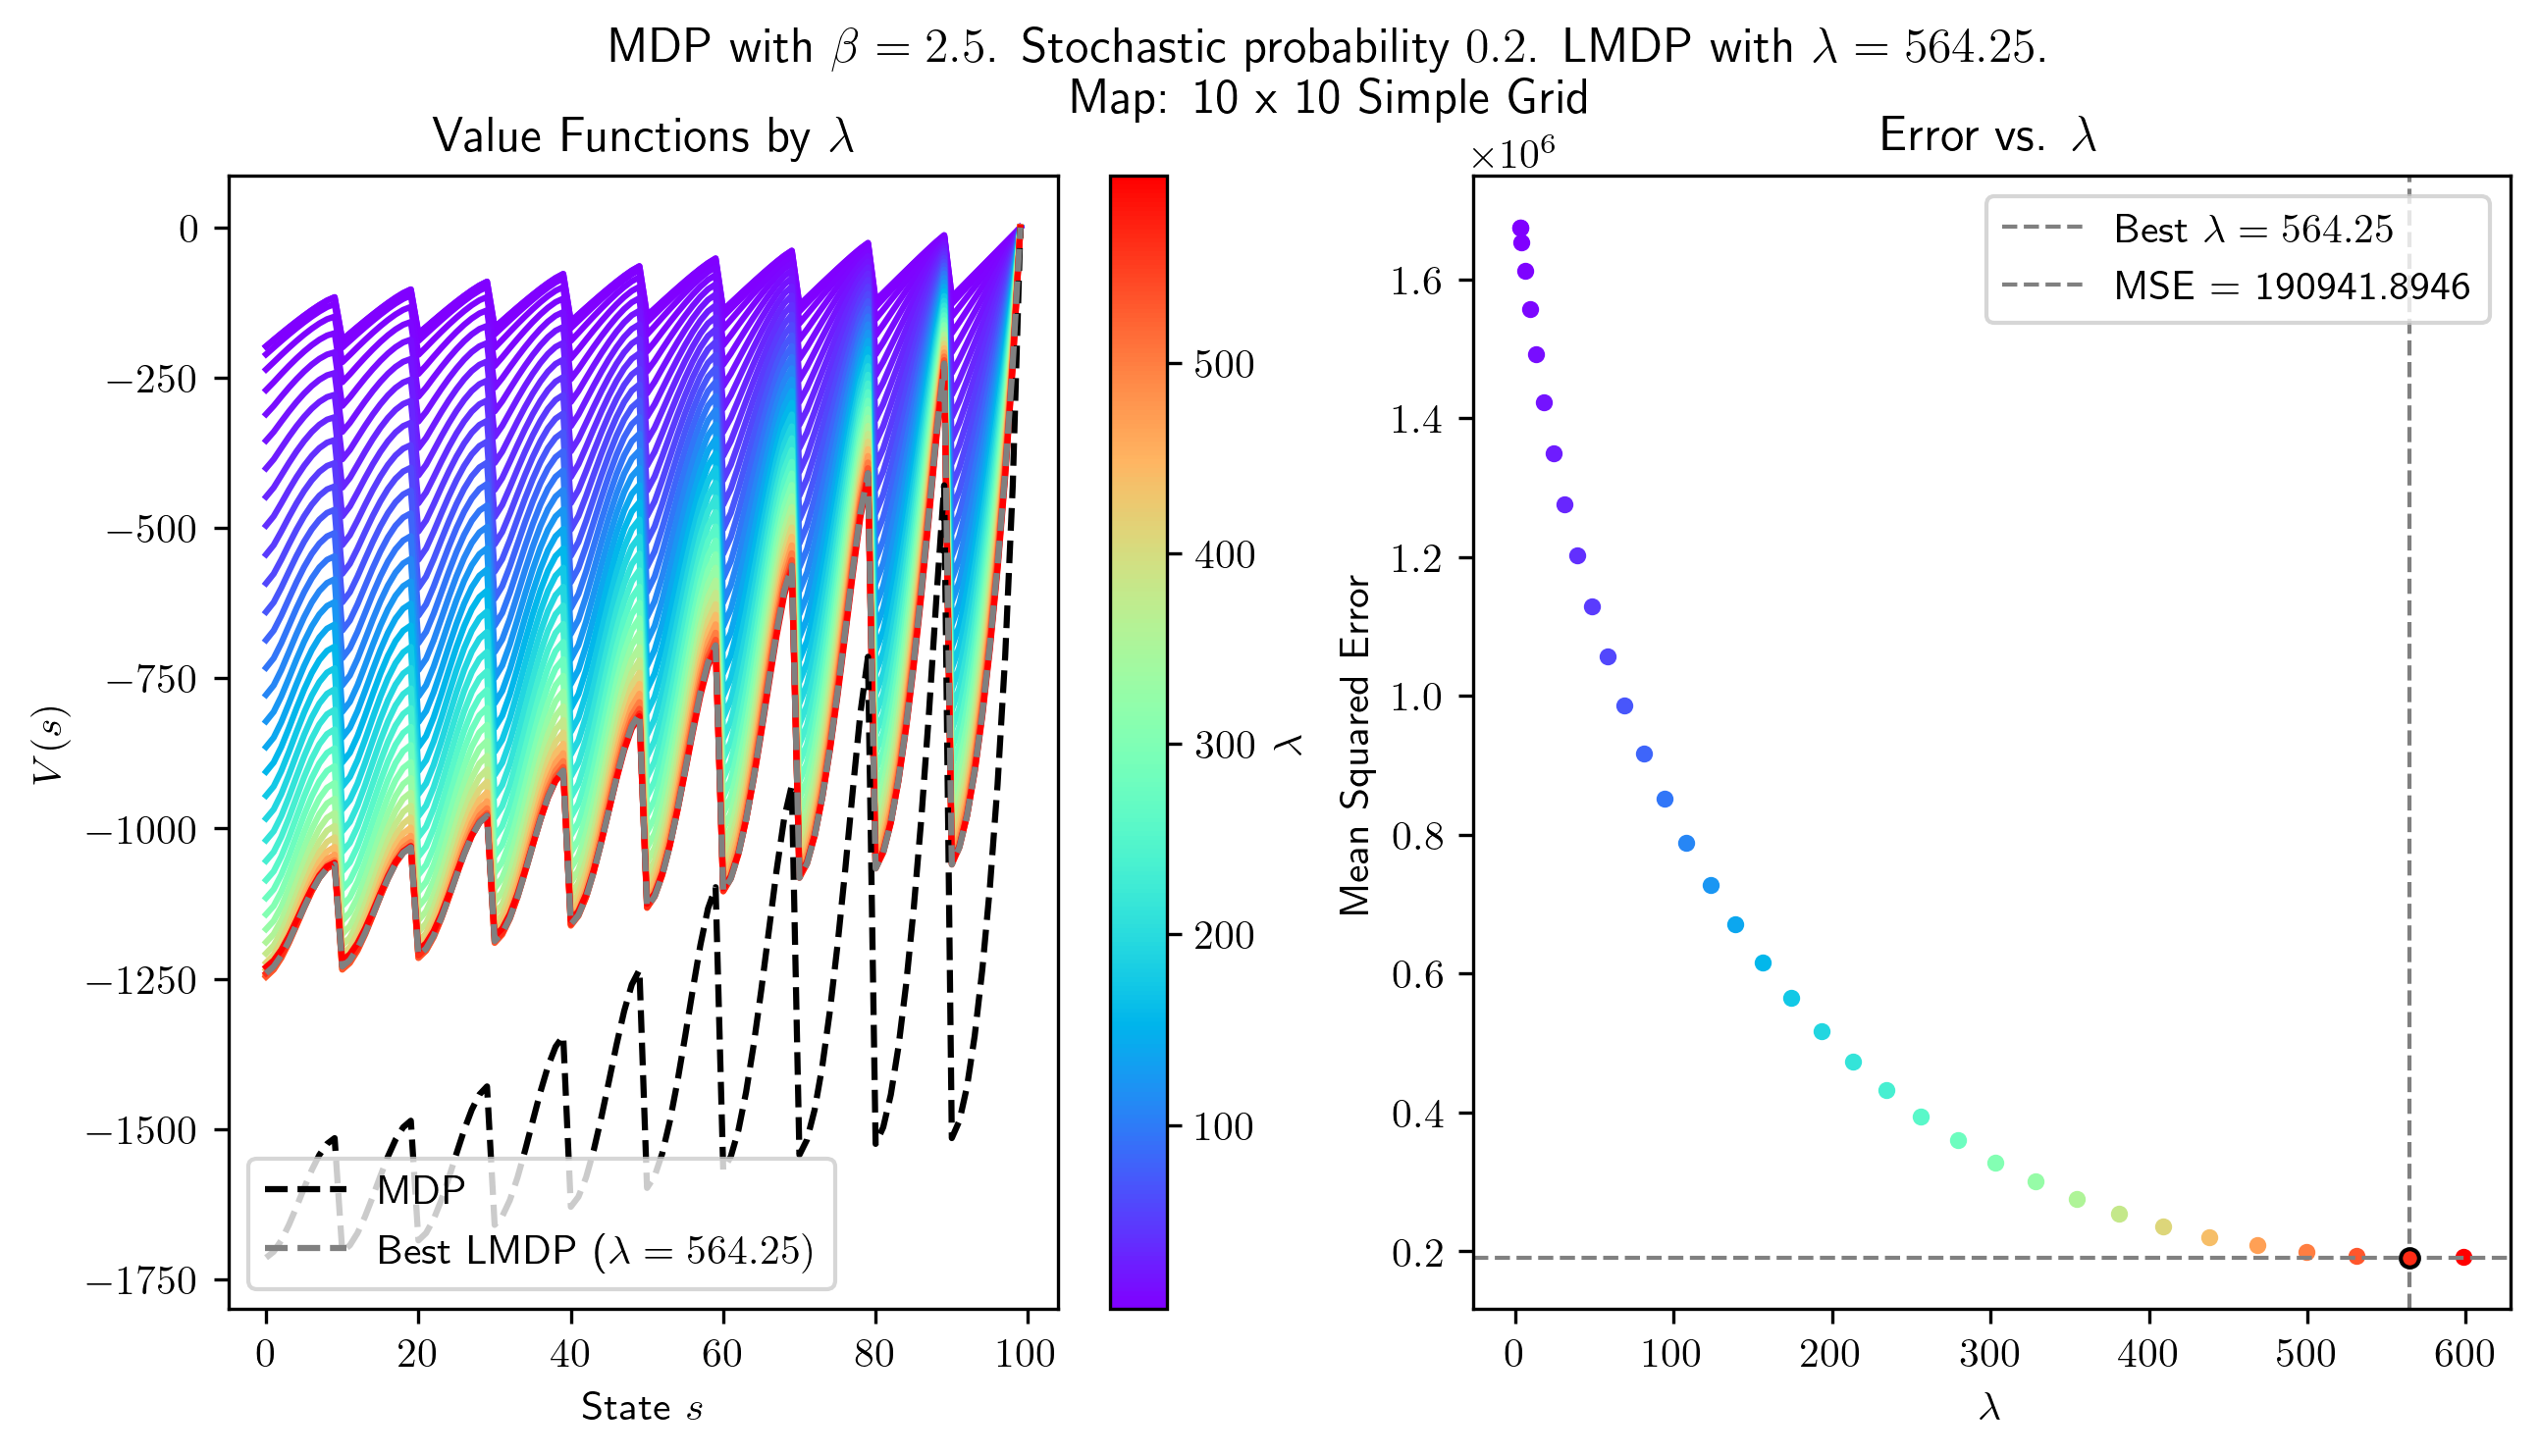 MDP with β = 2.5. Stochastic probability 0.2. LMDP with λ = 564.25.
Map: 10 x 10 Simple Grid
Value Functions by λ
0
−250
−500
−750
−1000
−1250
−1500
−1750
V(s)
MDP
Best LMDP (λ = 564.25)
0 20 40 60 80 100
State s
500
400
300
200
100
λ
Error vs. λ
×10⁶
1.6
1.4
1.2
1.0
0.8
0.6
0.4
0.2
Mean Squared Error
Best λ = 564.25
MSE = 190941.8946
0 100 200 300 400 500 600
λ